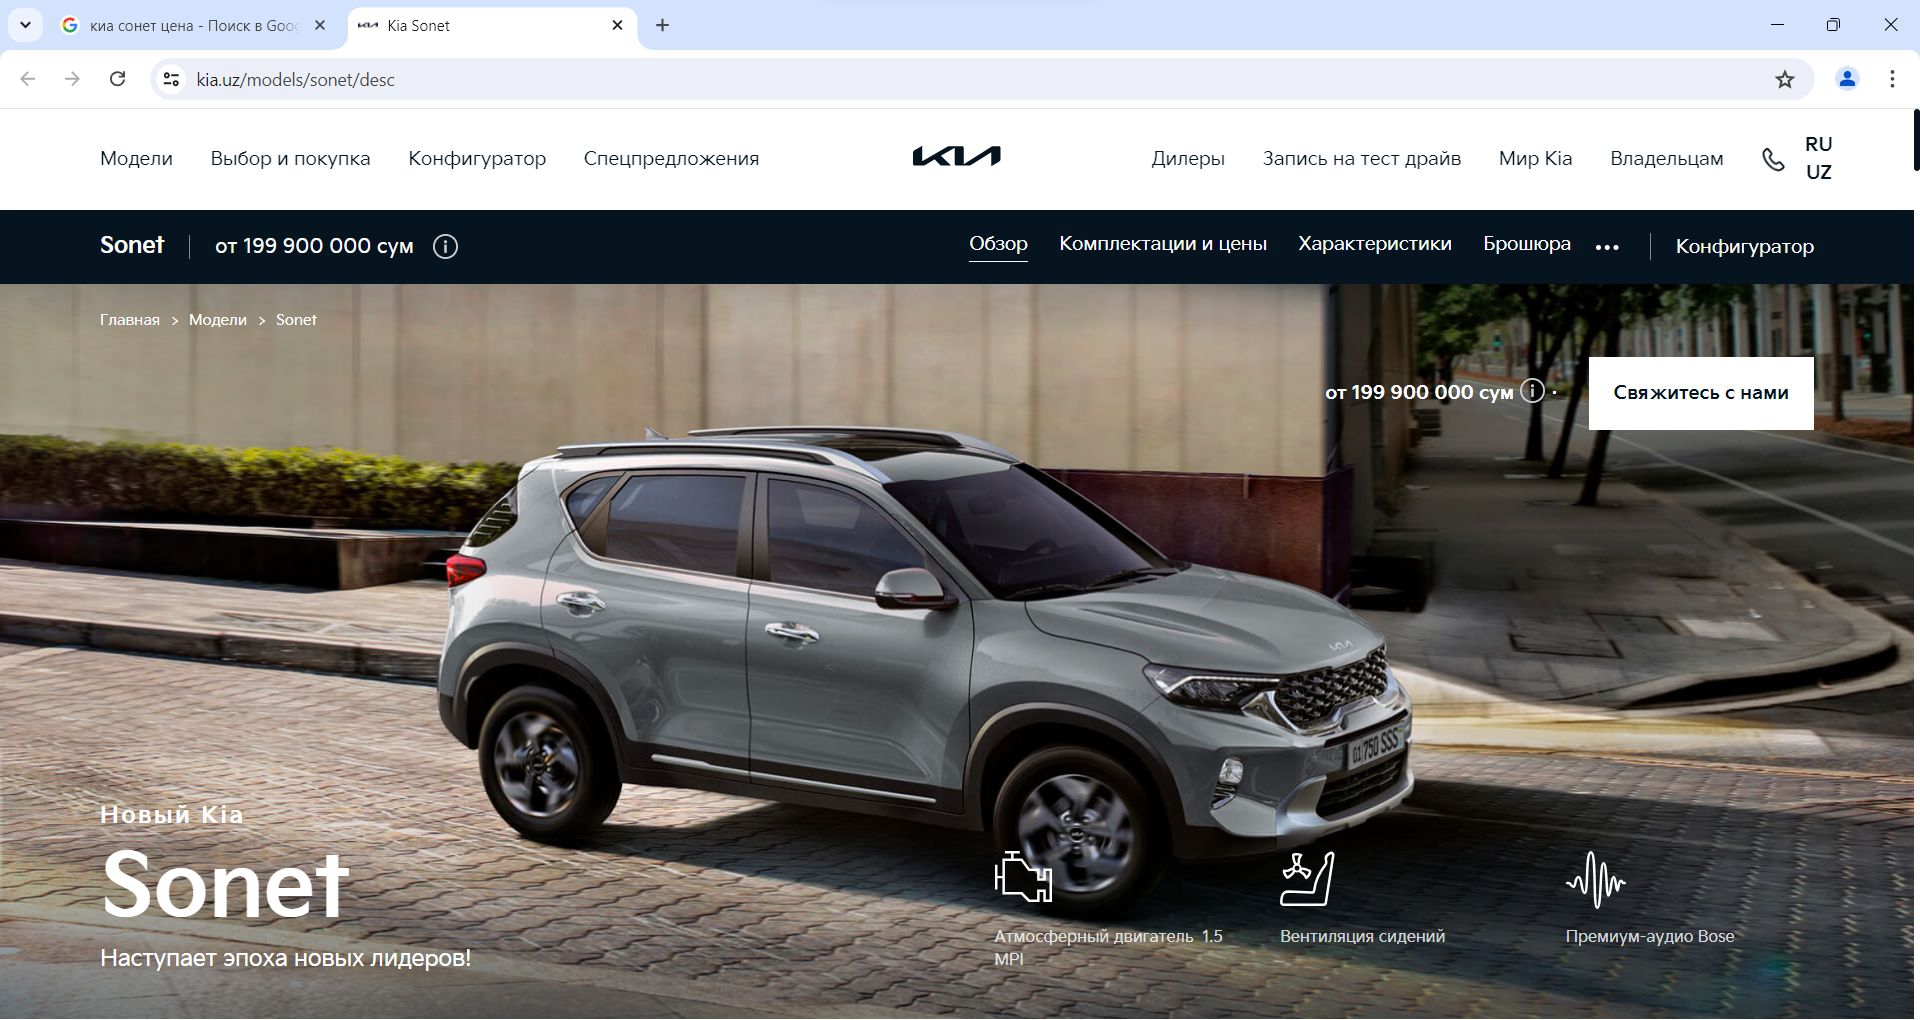 киа сонет цена - Поиск в Goo
Kia Sonet
kia.uz/models/sonet/desc
Модели
Выбор и покупка
Конфигуратор
Спецпредложения
KIA
Дилеры
Запись на тест драйв
Мир Kia
Владельцам
RU
UZ
Sonet
от 199 900 000 сум
Обзор
Комплектации и цены
Характеристики
Брошюра
Конфигуратор
Главная > Модели > Sonet
от 199 900 000 сум
Свяжитесь с нами
01 750 SSS
Новый Kia
Sonet
Наступает эпоха новых лидеров!
Атмосферный двигатель 1.5
MPI
Вентиляция сидений
Премиум-аудио Bose